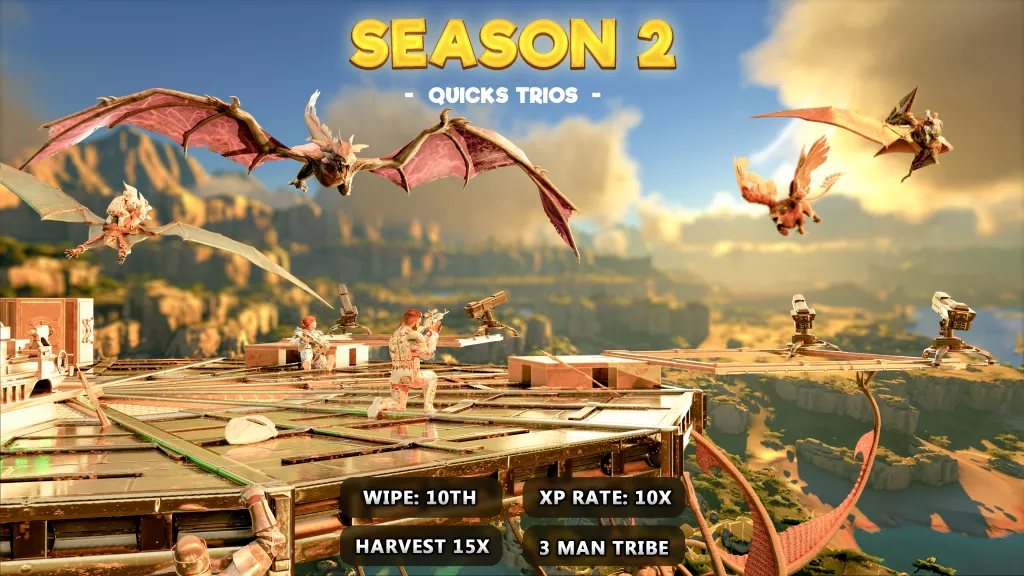 SEASON 2
- QUICKS TRIOS -
WIPE: 10TH
XP RATE: 10X
HARVEST 15X
3 MAN TRIBE